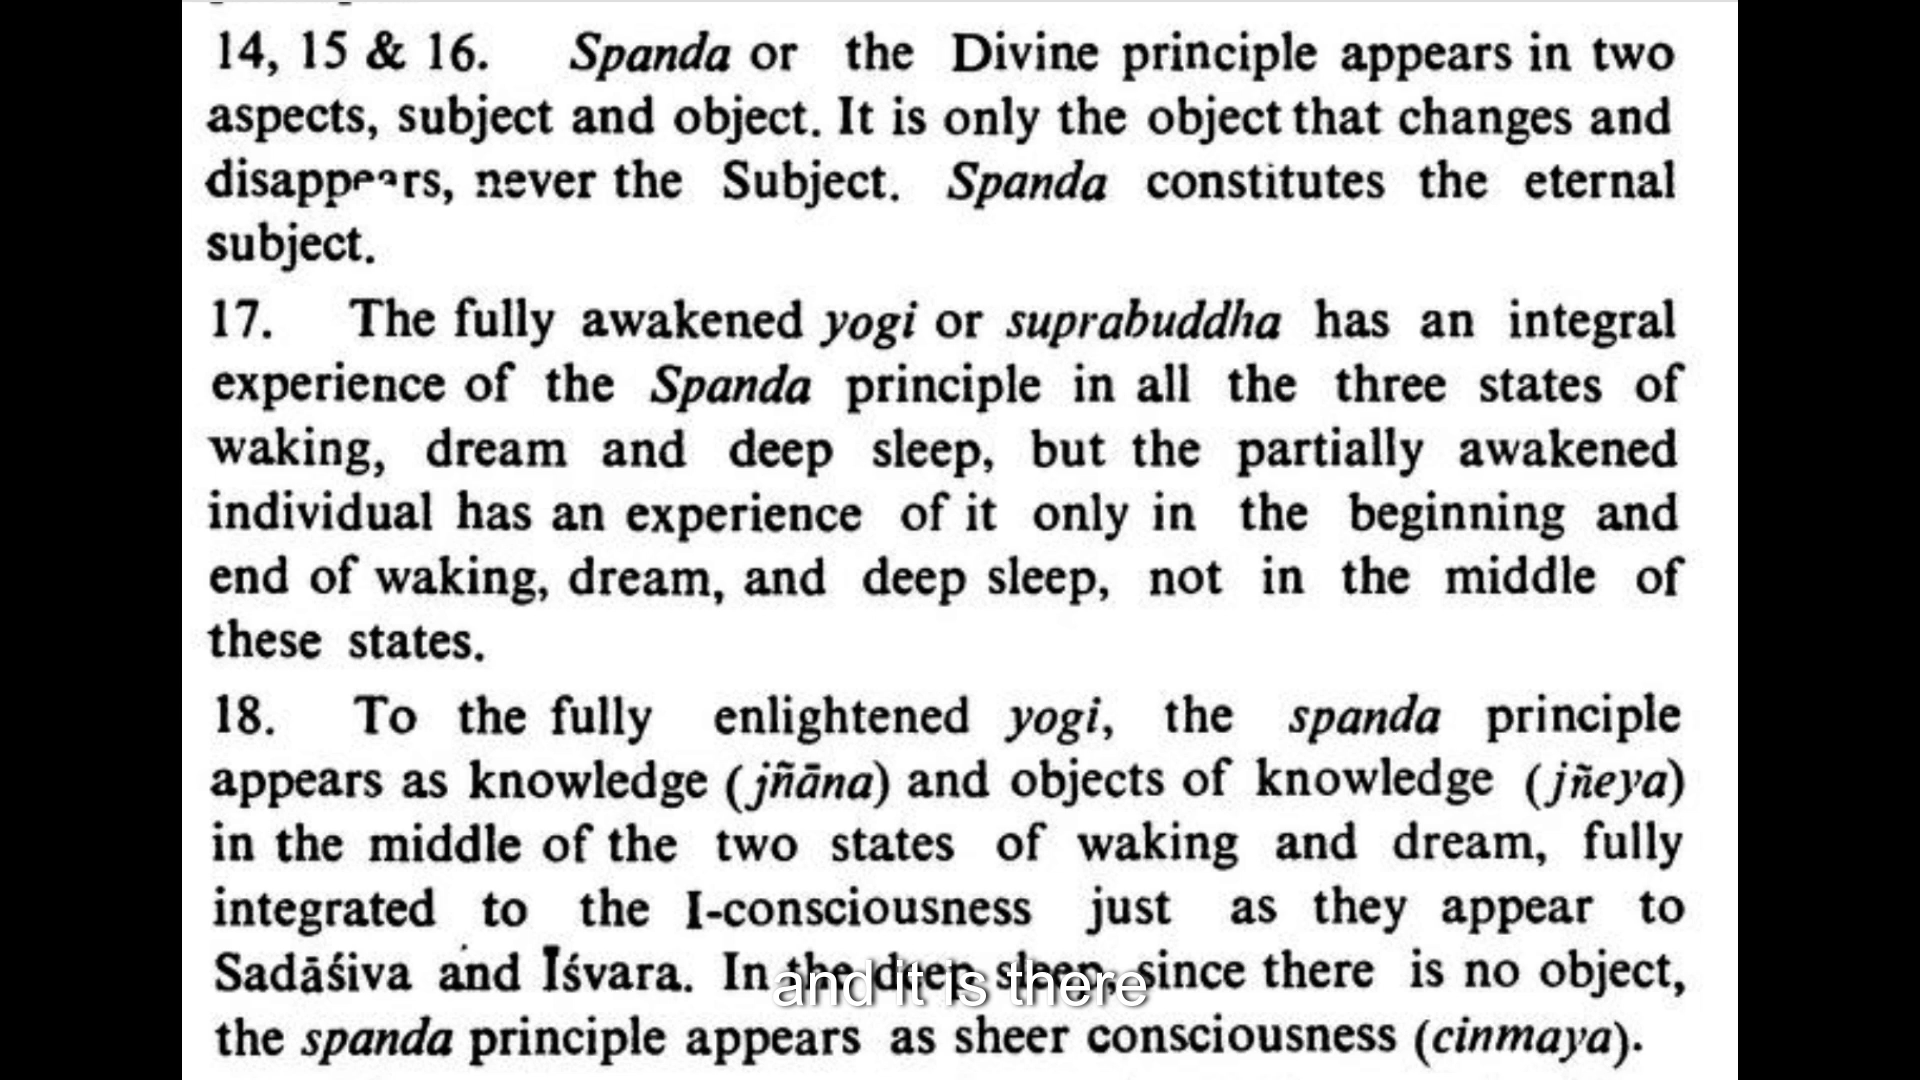 14, 15 & 16. Spanda or the Divine principle appears in two
aspects, subject and object. It is only the object that changes and
disappears, never the Subject. Spanda constitutes the eternal
subject.
17. The fully awakened yogi or suprabuddha has an integral
experience of the Spanda principle in all the three states of
waking, dream and deep sleep, but the partially awakened
individual has an experience of it only in the beginning and
end of waking, dream, and deep sleep, not in the middle of
these states.
18. To the fully enlightened yogi, the spanda principle
appears as knowledge (jñāna) and objects of knowledge (jñeya)
in the middle of the two states of waking and dream, fully
integrated to the I-consciousness just as they appear to
Sadāśiva and Īśvara. In the deep sleep, since there is no object,
and it is there
the spanda principle appears as sheer consciousness (cinmaya).